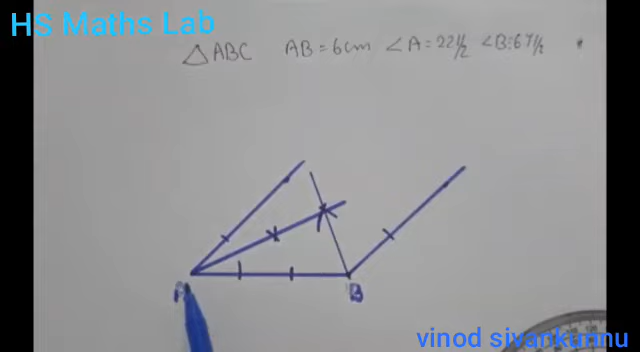 HS Maths Lab
△ABC AB = 6cm ∠A = 22½ ∠B = 67½
A B
vinod sivankunnu